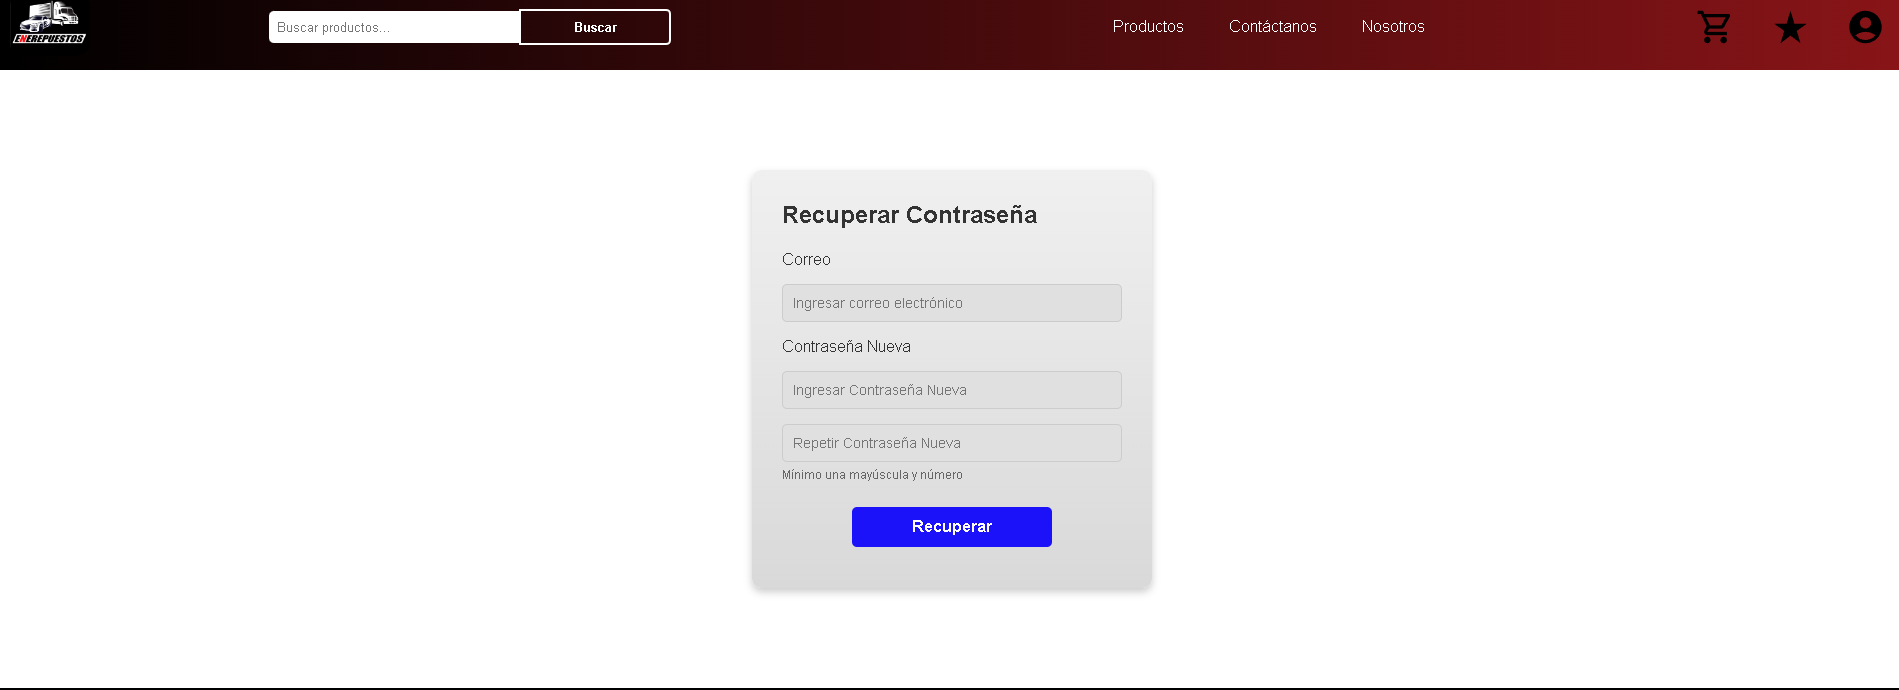 ENEREPUESTOS
Buscar productos...
Buscar
Productos
Contáctanos
Nosotros
Recuperar Contraseña
Correo
Ingresar correo electrónico
Contraseña Nueva
Ingresar Contraseña Nueva
Repetir Contraseña Nueva
Mínimo una mayúscula y número
Recuperar